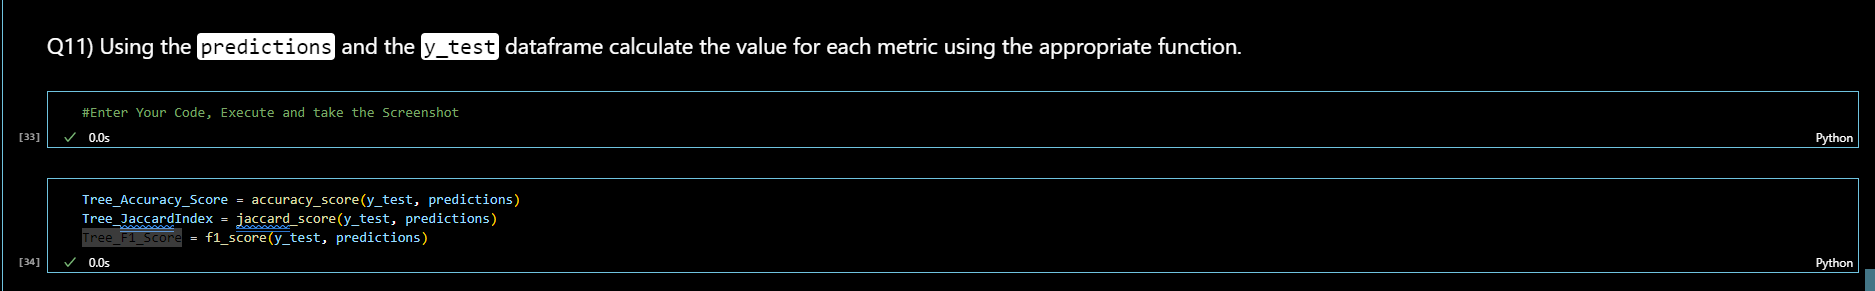 Q11) Using the predictions and the y_test dataframe calculate the value for each metric using the appropriate function.
#Enter Your Code, Execute and take the Screenshot
[33] 0.0s Python
Tree_Accuracy_Score = accuracy_score(y_test, predictions)
Tree_JaccardIndex = jaccard_score(y_test, predictions)
Tree_F1_Score = f1_score(y_test, predictions)
[34] 0.0s Python